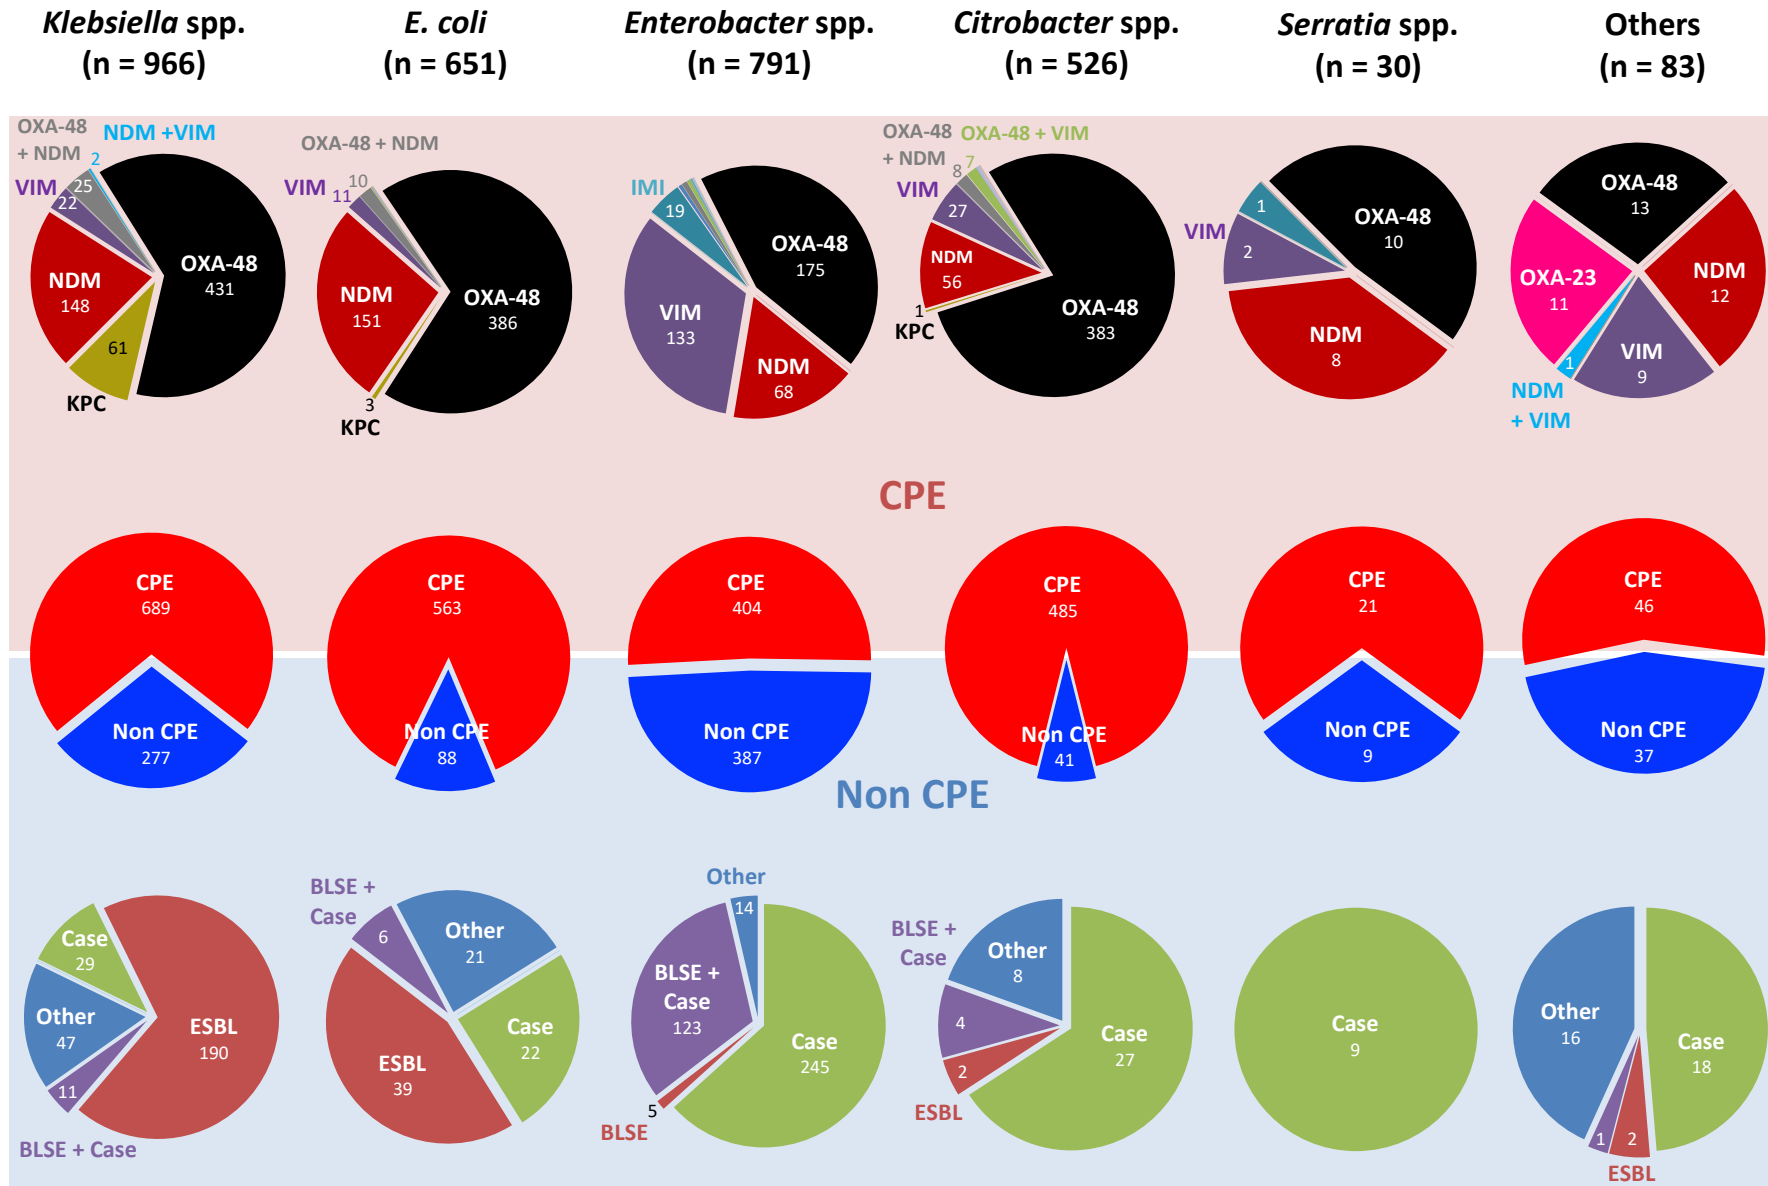 Klebsiella spp.
(n = 966)
E. coli
(n = 651)
Enterobacter spp.
(n = 791)
Citrobacter spp.
(n = 526)
Serratia spp.
(n = 30)
Others
(n = 83)
OXA-48
+ NDM
NDM +VIM
2
25
VIM
22
NDM
148
61
KPC
OXA-48
431
OXA-48 + NDM
10
VIM
11
NDM
151
3
KPC
OXA-48
386
IMI
19
VIM
133
NDM
68
OXA-48
175
OXA-48
+ NDM
OXA-48 + VIM
7
8
VIM
27
NDM
56
1
KPC
OXA-48
383
1
VIM
2
NDM
8
OXA-48
10
OXA-48
13
NDM
12
OXA-23
11
VIM
9
1
NDM
+ VIM
CPE
CPE
689
Non CPE
277
CPE
563
Non CPE
88
CPE
404
Non CPE
387
CPE
485
Non CPE
41
CPE
21
Non CPE
9
CPE
46
Non CPE
37
Non CPE
Case
29
Other
47
11
BLSE + Case
ESBL
190
BLSE +
Case
6
Other
21
Case
22
ESBL
39
Other
14
BLSE +
Case
123
5
BLSE
Case
245
BLSE +
Case
Other
8
4
2
ESBL
Case
27
Case
9
Other
16
1
2
ESBL
Case
18